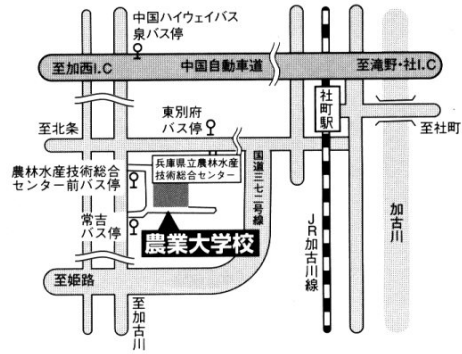 中国ハイウェイバス
泉バス停
至加西I.C
中国自動車道
至滝野・社I.C
東別府
バス停
社町駅
至北条
至社町
農林水産技術総合
センター前バス停
兵庫県立農林水産
技術総合センター
国道三七二号線
常吉
バス停
農業大学校
JR加古川線
加古川
至姫路
至加古川